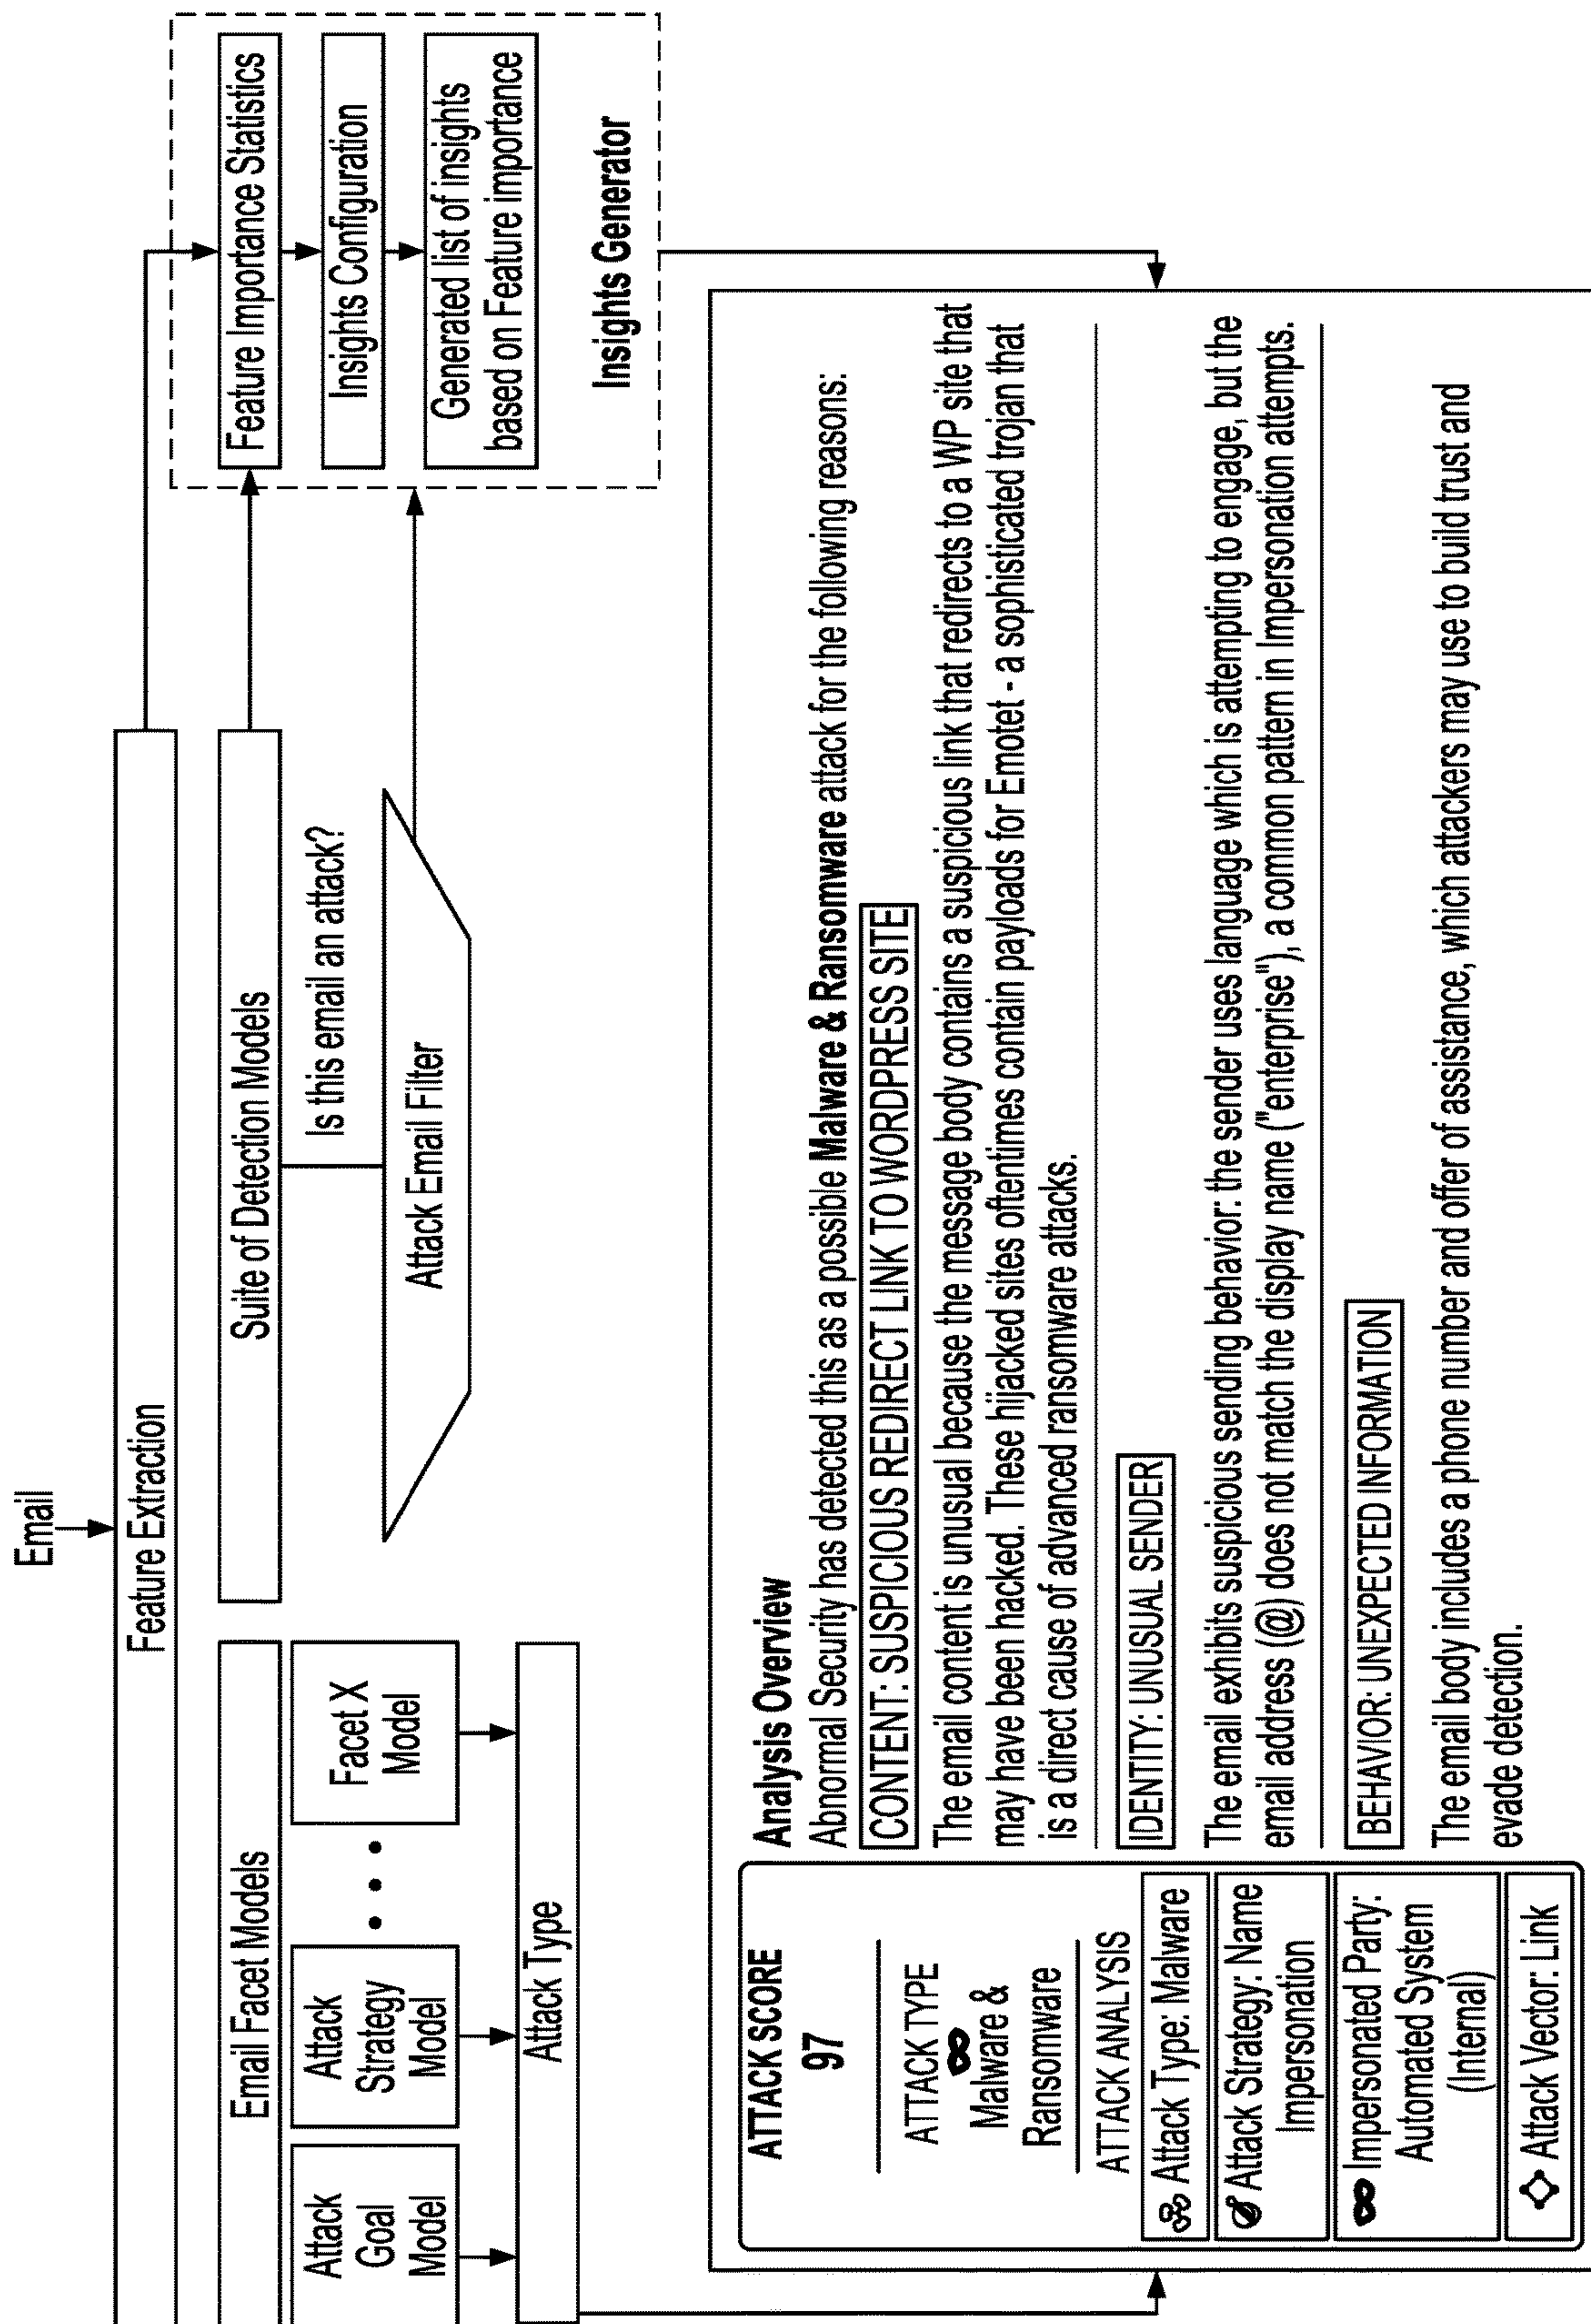 Email
Feature Extraction
Email Facet Models
Attack
Goal
Model
Attack
Strategy
Model
Facet X
Model
Attack Type
Suite of Detection Models
Is this email an attack?
Attack Email Filter
Feature Importance Statistics
Insights Configuration
Generated list of insights
based on Feature importance
Insights Generator
ATTACK SCORE
97
ATTACK TYPE
Malware &
Ransomware
ATTACK ANALYSIS
Attack Type: Malware
Attack Strategy: Name
Impersonation
Impersonated Party:
Automated System
(Internal)
Attack Vector: Link
Analysis Overview
Abnormal Security has detected this as a possible Malware & Ransomware attack for the following reasons:
CONTENT: SUSPICIOUS REDIRECT LINK TO WORDPRESS SITE
The email content is unusual because the message body contains a suspicious link that redirects to a WP site that
may have been hacked. These hijacked sites oftentimes contain payloads for Emotet - a sophisticated trojan that
is a direct cause of advanced ransomware attacks.
IDENTITY: UNUSUAL SENDER
The email exhibits suspicious sending behavior: the sender uses language which is attempting to engage, but the
email address (@) does not match the display name ("enterprise"), a common pattern in Impersonation attempts.
BEHAVIOR: UNEXPECTED INFORMATION
The email body includes a phone number and offer of assistance, which attackers may use to build trust and
evade detection.